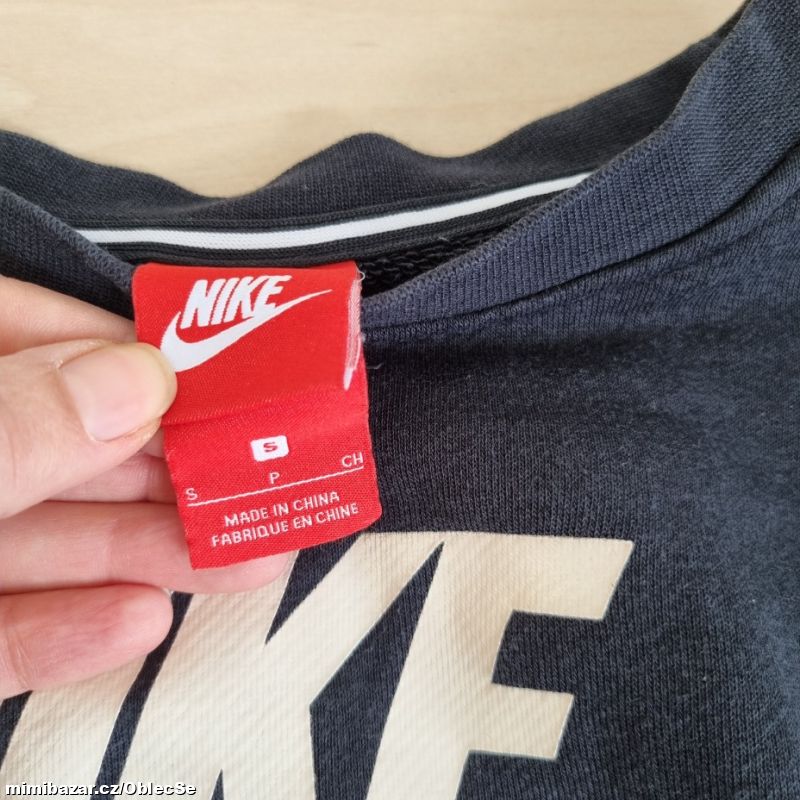 NIKE
S
S P CH
MADE IN CHINA
FABRIQUE EN CHINE
IKE
mimibazar.cz/OblecSe